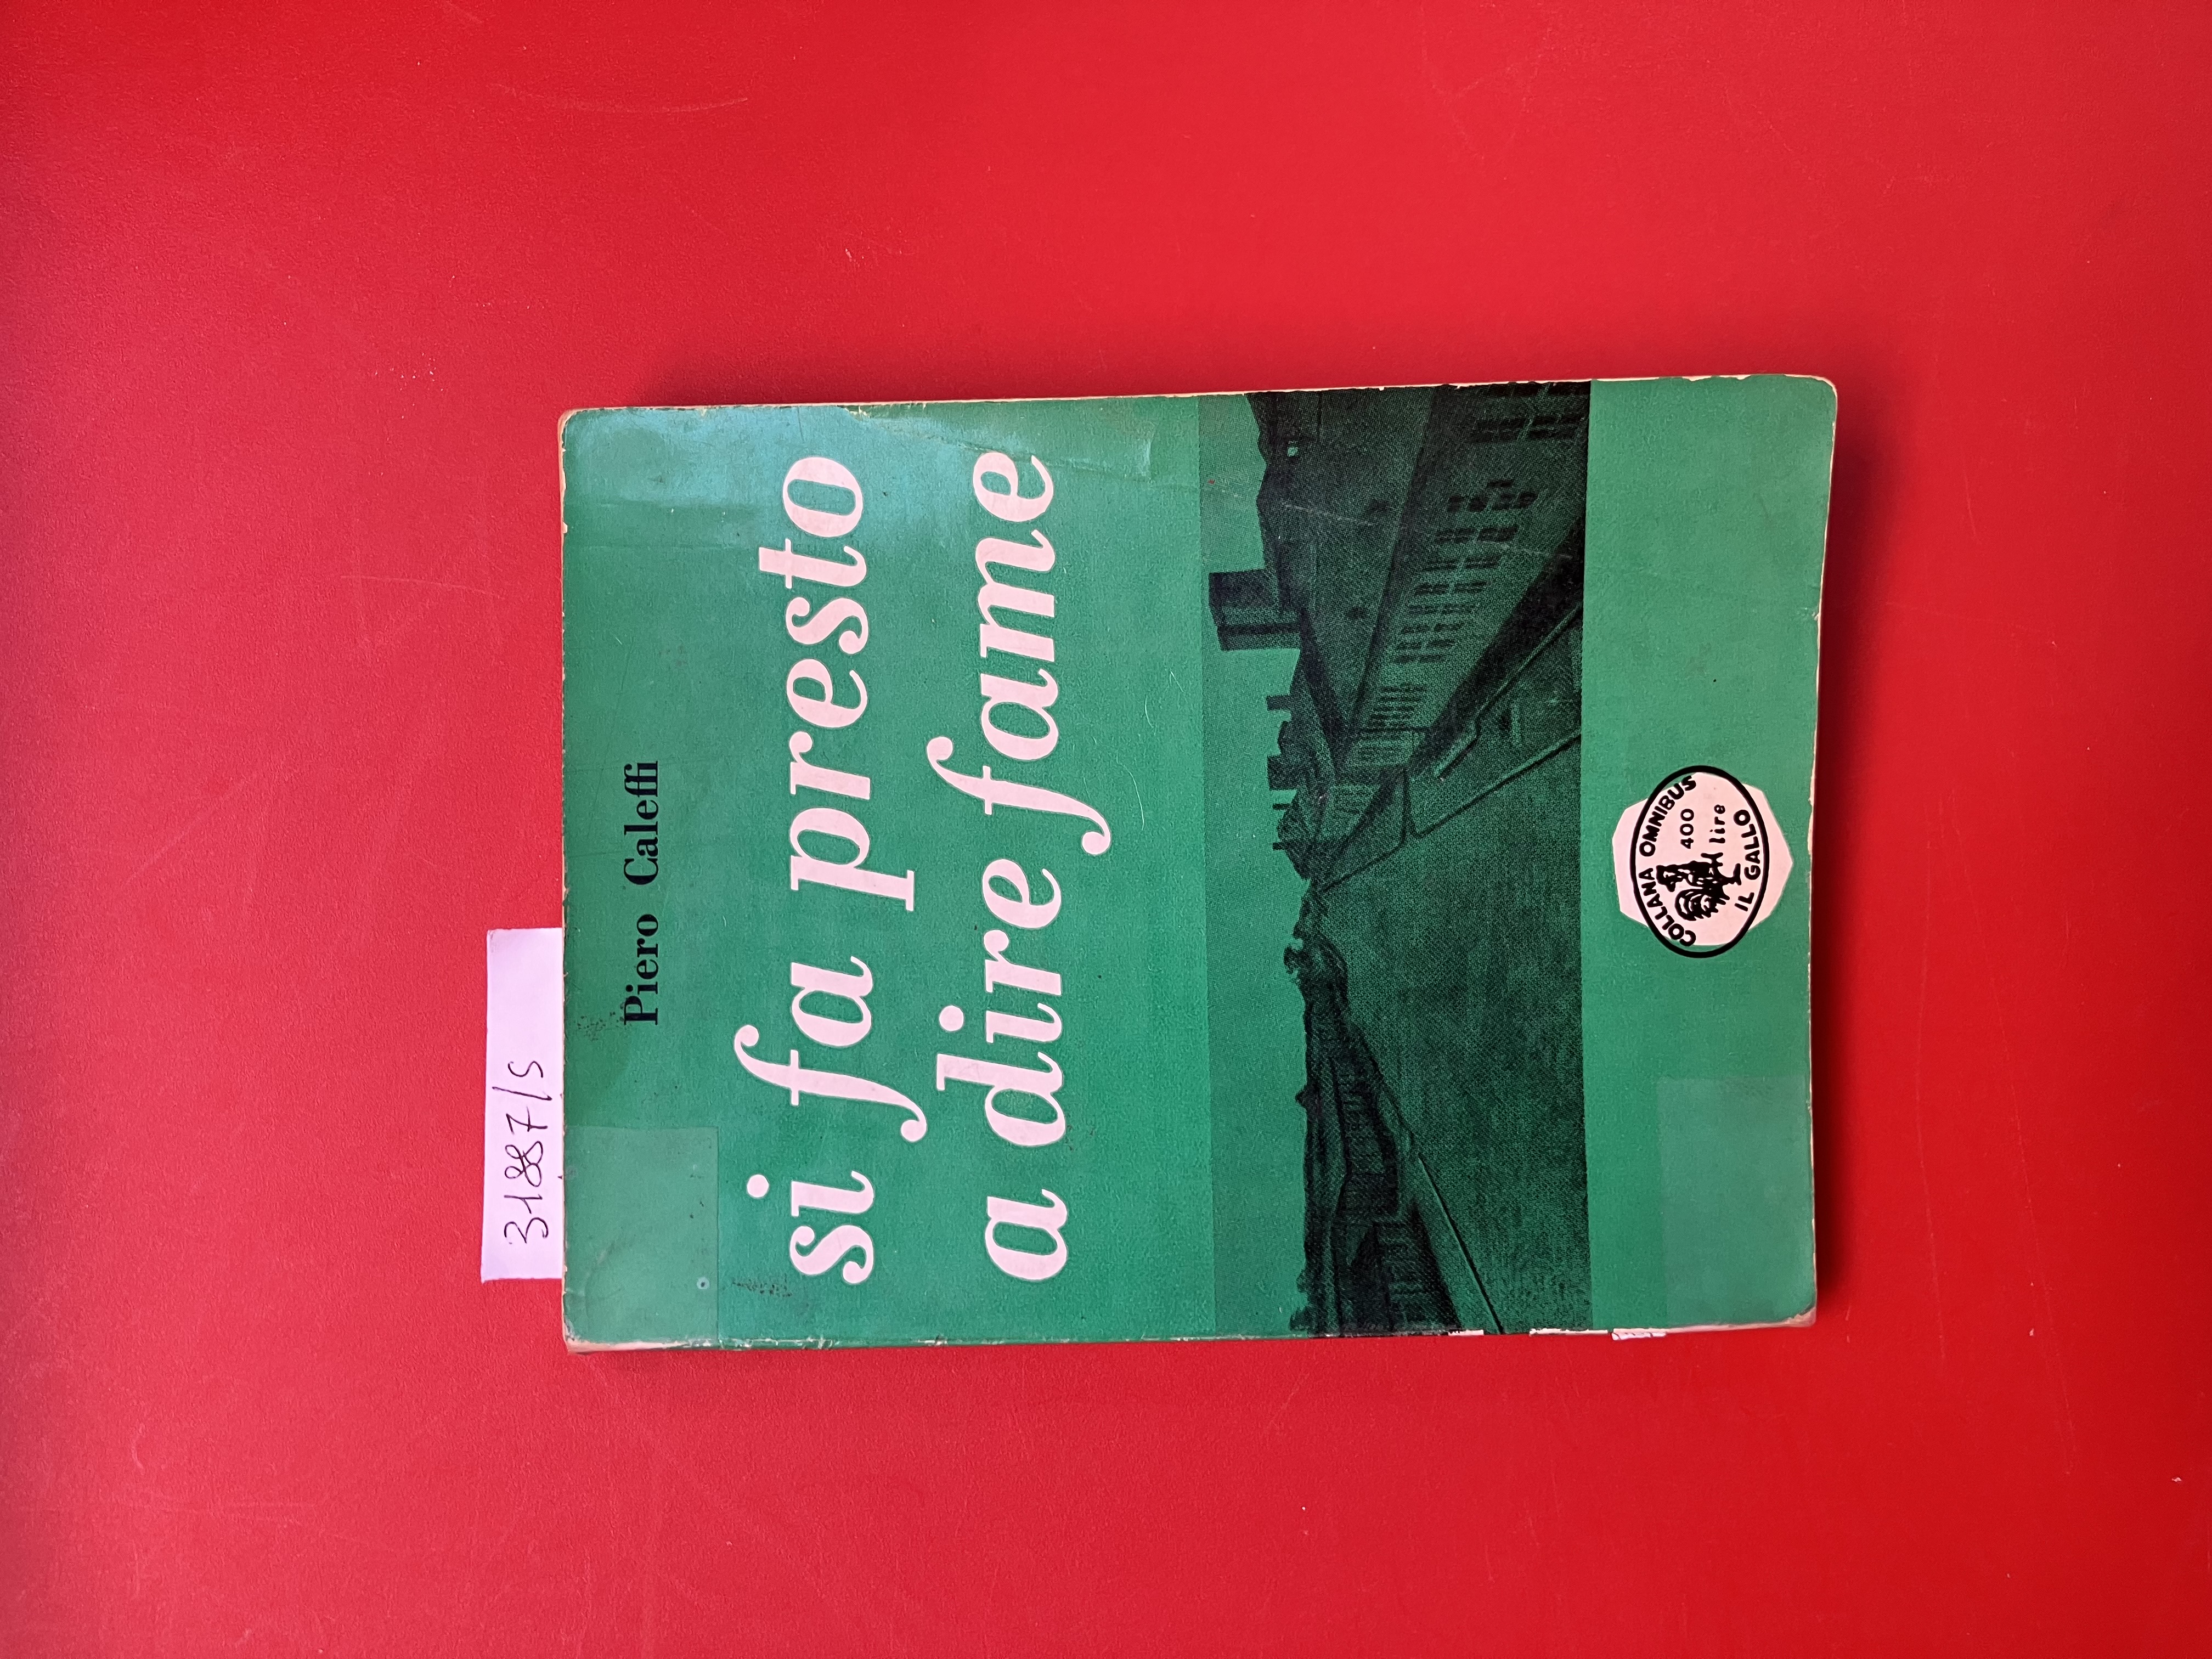 31887/S
Piero Caleffi
si fa presto
a dire fame
COLLANA OMNIBUS
400
lire
IL GALLO